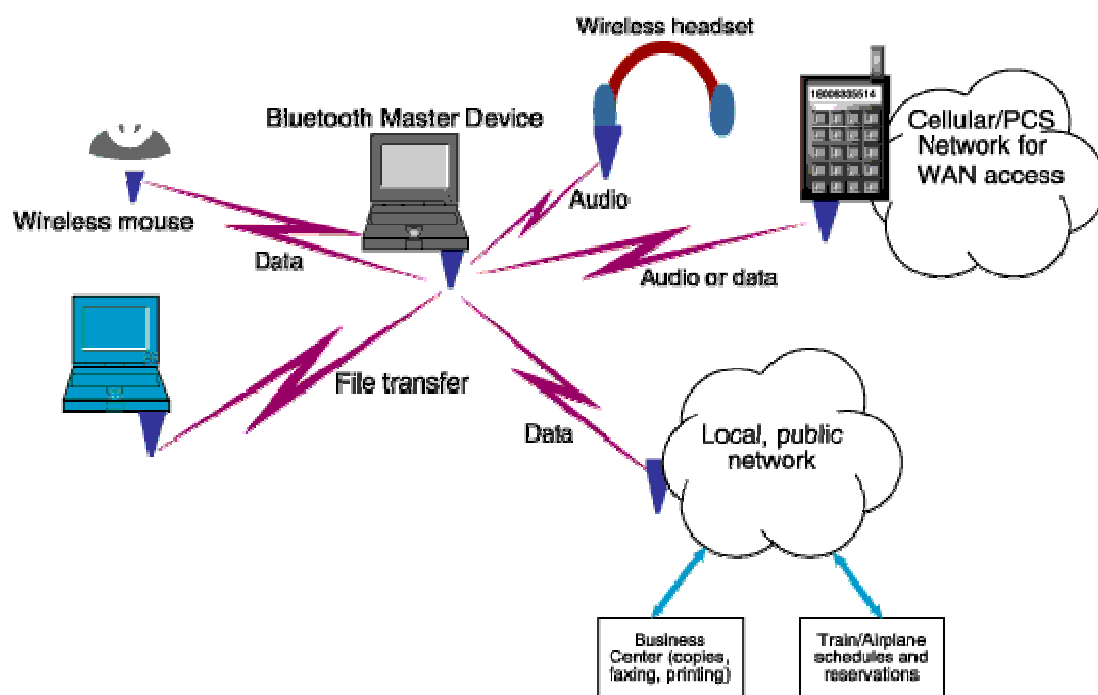 Wireless headset
Bluetooth Master Device
Cellular/PCS
Network for
WAN access
Wireless mouse
Audio
Data
Audio or data
File transfer
Data
Local, public
network
Business
Center (copies,
faxing, printing)
Train/Airplane
schedules and
reservations